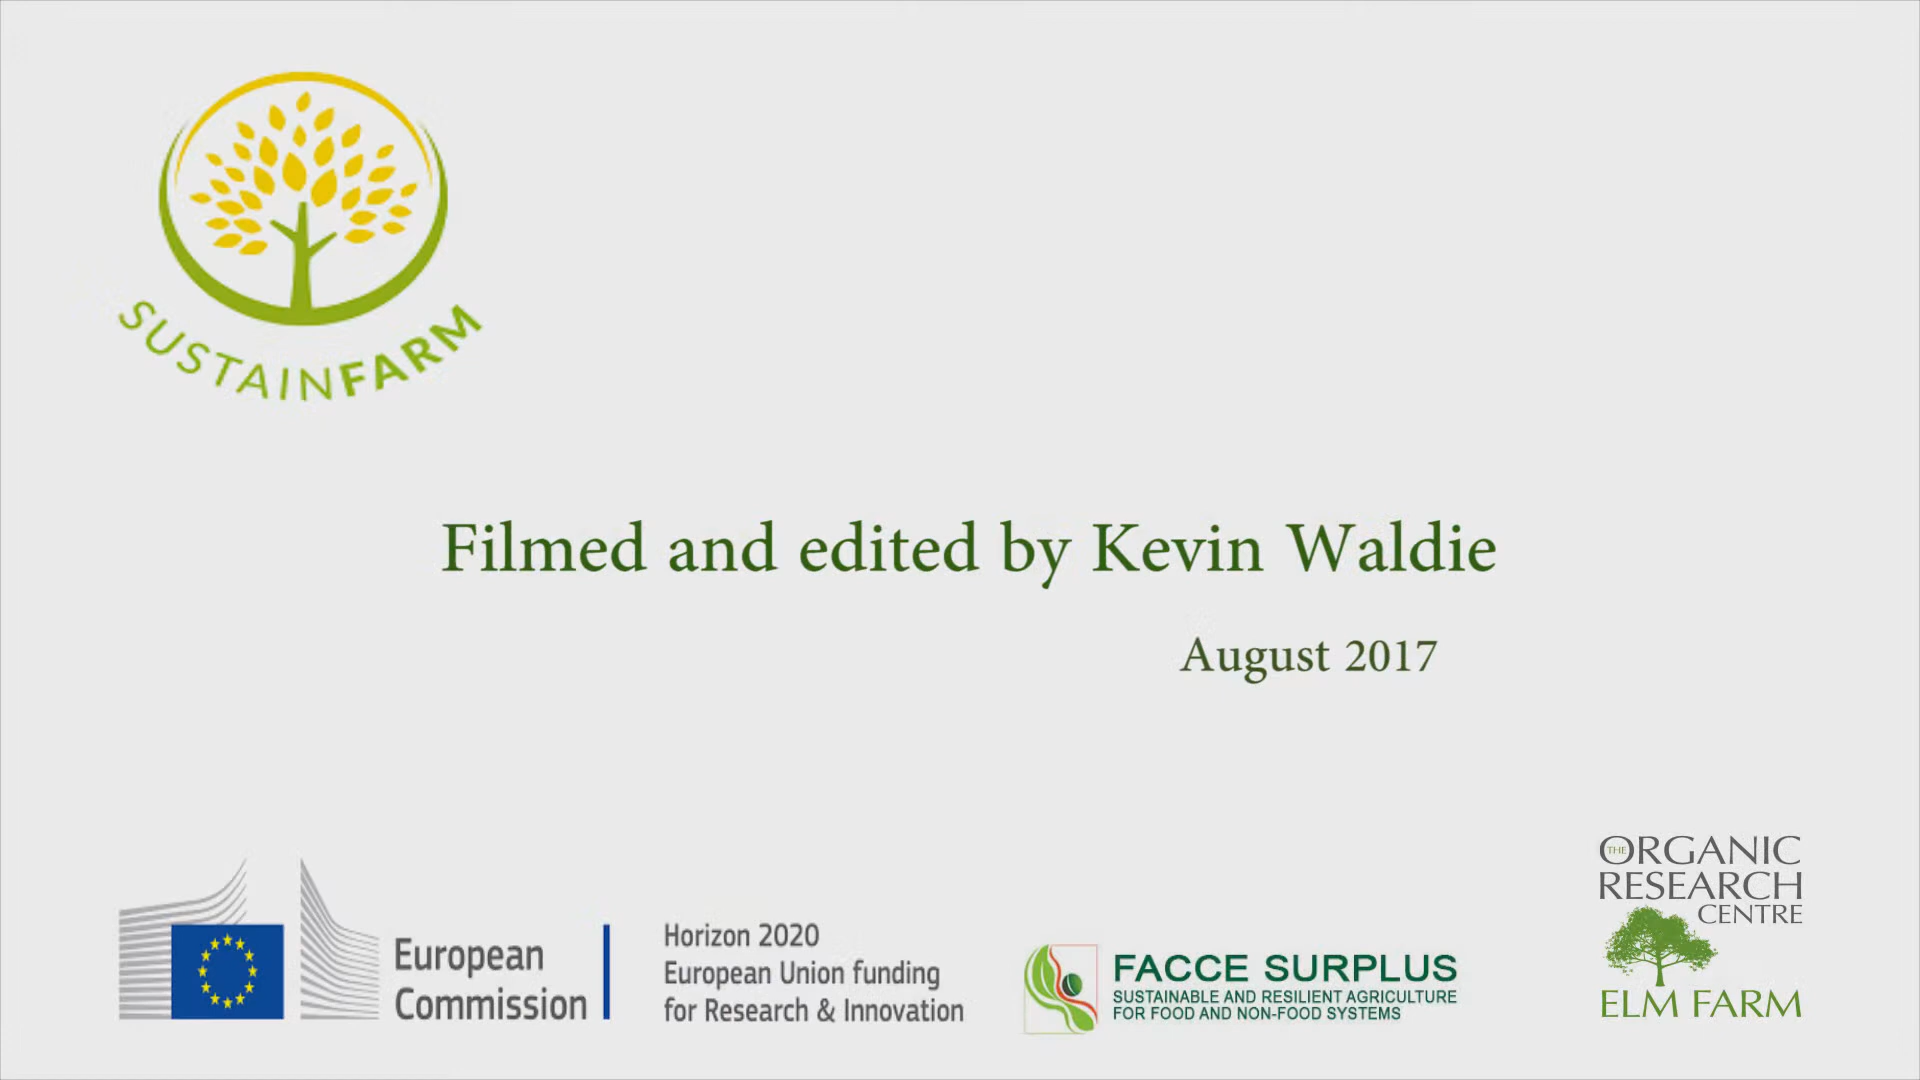 SUSTAINFARM
Filmed and edited by Kevin Waldie
August 2017
European
Commission
Horizon 2020
European Union funding
for Research & Innovation
FACCE SURPLUS
SUSTAINABLE AND RESILIENT AGRICULTURE
FOR FOOD AND NON-FOOD SYSTEMS
THE ORGANIC
RESEARCH
CENTRE
ELM FARM